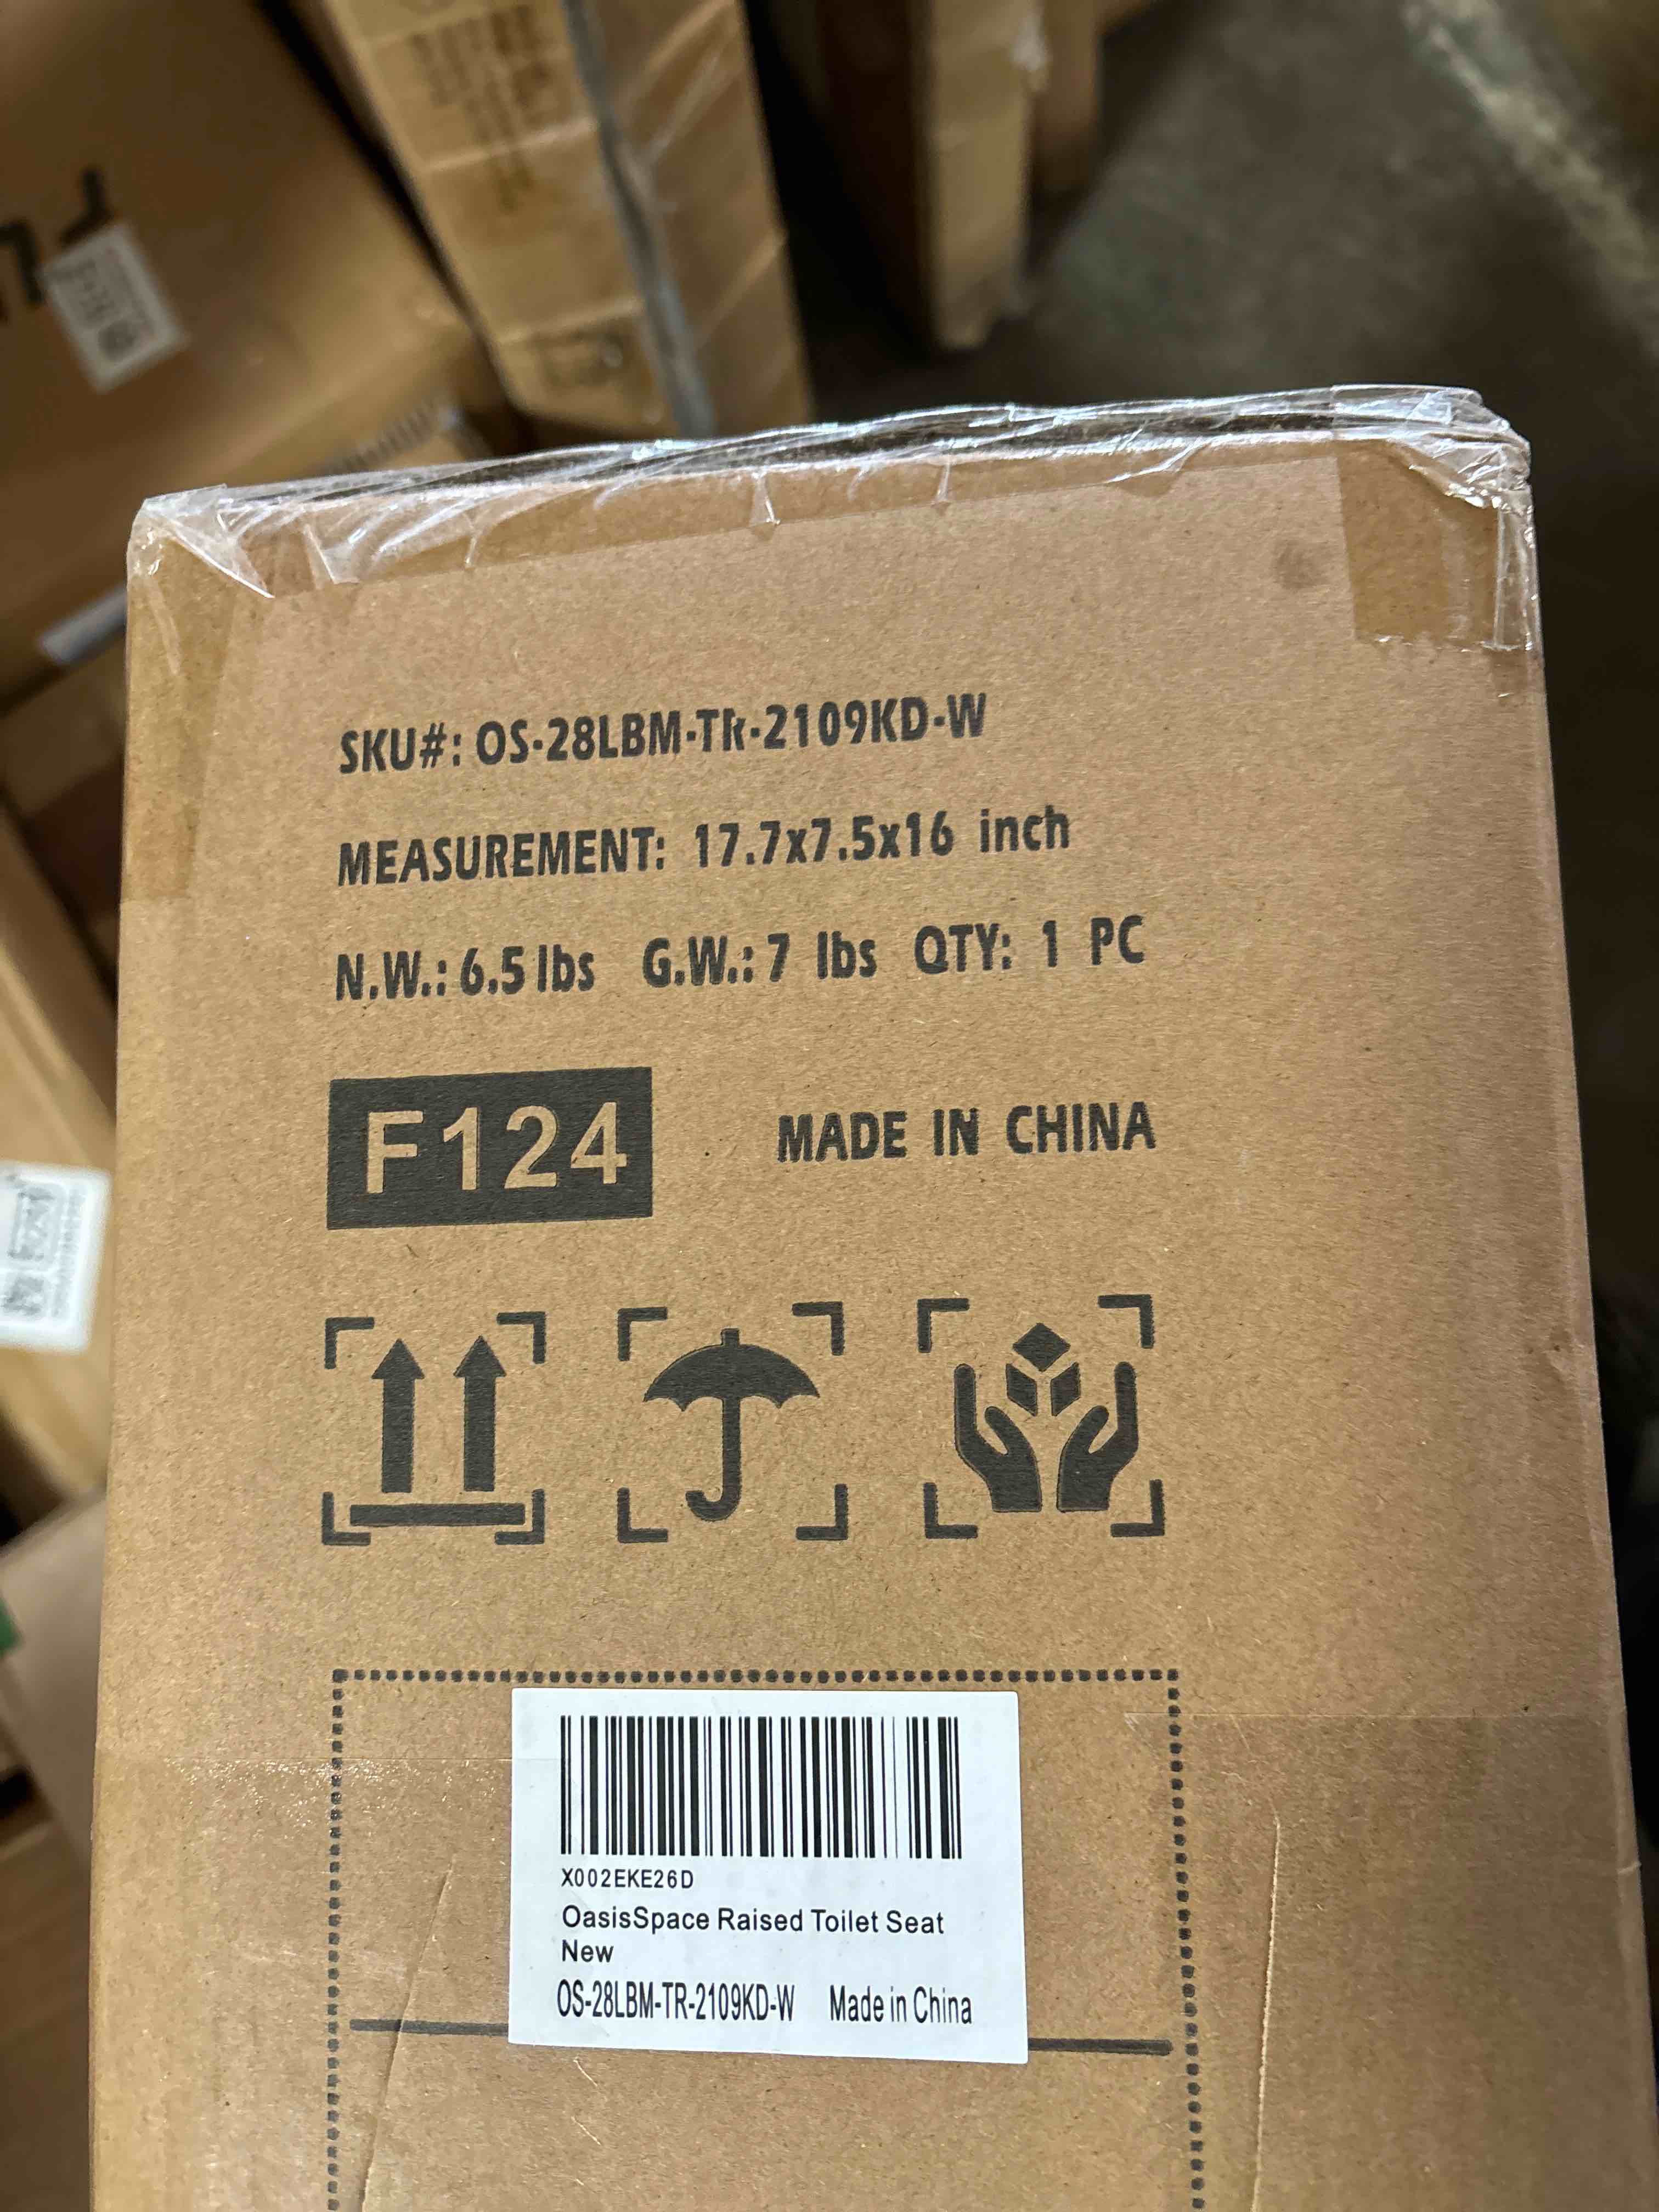 SKU#: OS-28LBM-TR-2109KD-W
MEASUREMENT: 17.7x7.5x16 inch
N.W.: 6.5 lbs G.W.: 7 lbs QTY: 1 PC
F124 MADE IN CHINA
X002EKE26D
OasisSpace Raised Toilet Seat
New
OS-28LBM-TR-2109KD-W Made in China